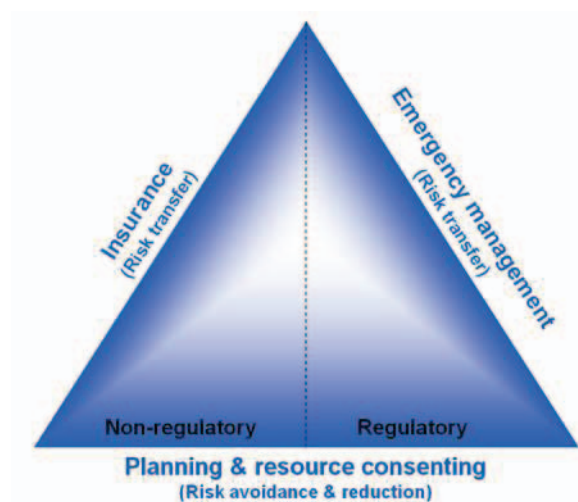 Insurance
(Risk transfer)
Emergency management
(Risk transfer)
Non-regulatory
Regulatory
Planning & resource consenting
(Risk avoidance & reduction)